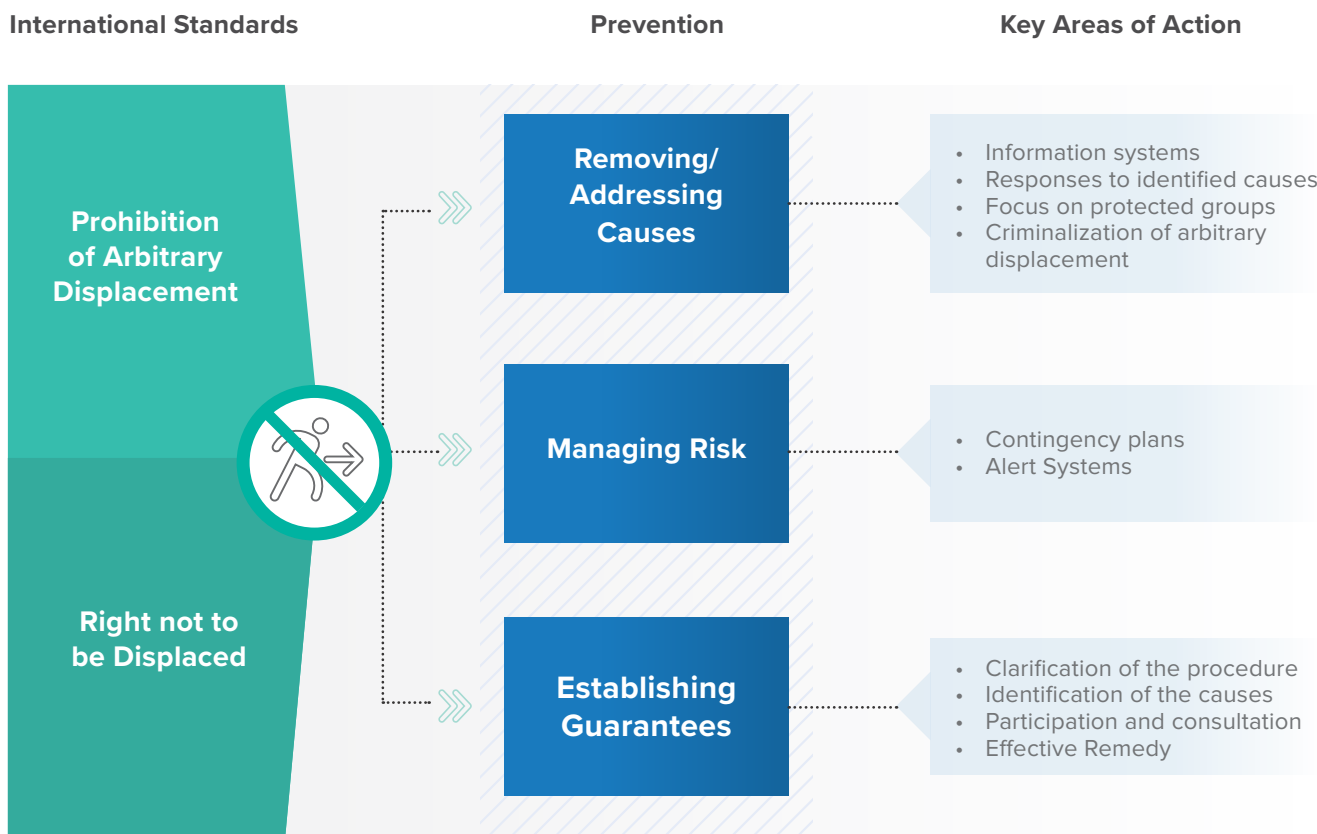 International Standards
Prevention
Key Areas of Action
Prohibition
of Arbitrary
Displacement
Right not to
be Displaced
Removing/
Addressing
Causes
• Information systems
• Responses to identified causes
• Focus on protected groups
• Criminalization of arbitrary
displacement
Managing Risk
• Contingency plans
• Alert Systems
Establishing
Guarantees
• Clarification of the procedure
• Identification of the causes
• Participation and consultation
• Effective Remedy